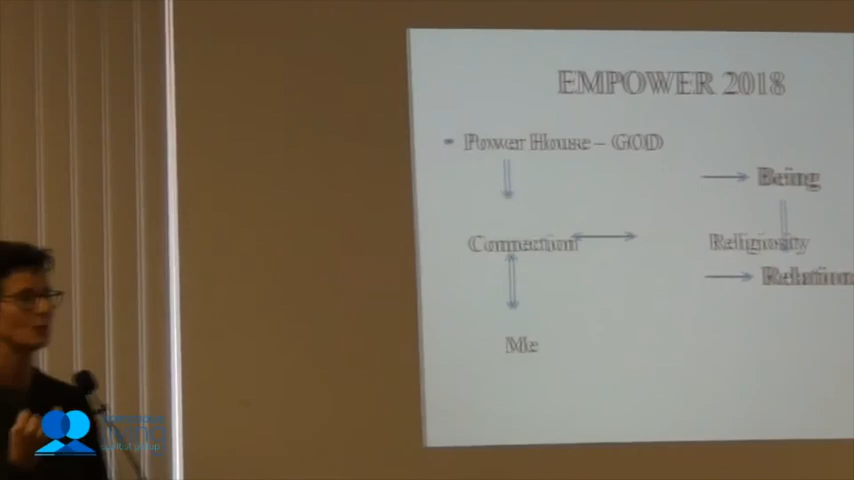 EMPOWER 2018
- Power House – GOD
Being
Connection
Religiosity
Relation
Me